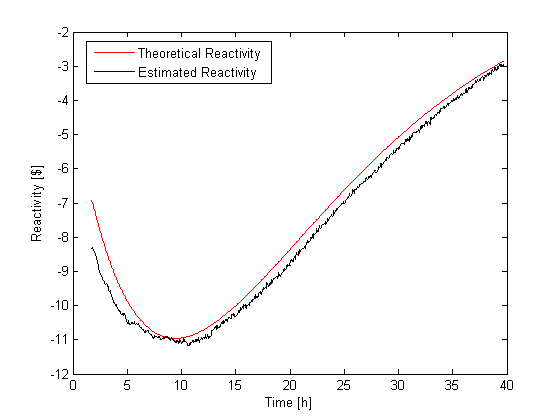 -2
-3
-4
-5
-6
-7
-8
-9
-10
-11
-12
Reactivity [$]
Theoretical Reactivity
Estimated Reactivity
0 5 10 15 20 25 30 35 40
Time [h]